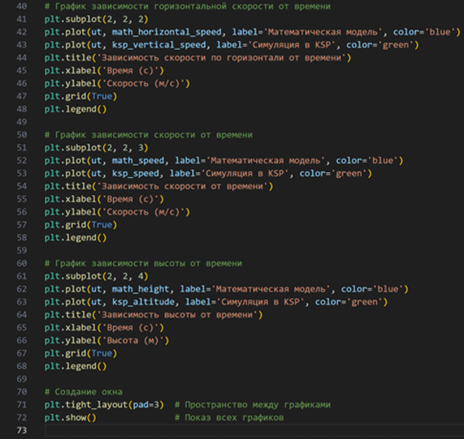 40 # График зависимости горизонтальной скорости от времени
41 plt.subplot(2, 2, 2)
42 plt.plot(ut, math_horizontal_speed, label='Математическая модель', color='blue')
43 plt.plot(ut, ksp_vertical_speed, label='Симуляция в KSP', color='green')
44 plt.title('Зависимость скорости по горизонтали от времени')
45 plt.xlabel('Время (с)')
46 plt.ylabel('Скорость (м/с)')
47 plt.grid(True)
48 plt.legend()
49
50 # График зависимости скорости от времени
51 plt.subplot(2, 2, 3)
52 plt.plot(ut, math_speed, label='Математическая модель', color='blue')
53 plt.plot(ut, ksp_speed, label='Симуляция в KSP', color='green')
54 plt.title('Зависимость скорости от времени')
55 plt.xlabel('Время (с)')
56 plt.ylabel('Скорость (м/с)')
57 plt.grid(True)
58 plt.legend()
59
60 # График зависимости высоты от времени
61 plt.subplot(2, 2, 4)
62 plt.plot(ut, math_height, label='Математическая модель', color='blue')
63 plt.plot(ut, ksp_altitude, label='Симуляция в KSP', color='green')
64 plt.title('Зависимость высоты от времени')
65 plt.xlabel('Время (с)')
66 plt.ylabel('Высота (м)')
67 plt.grid(True)
68 plt.legend()
69
70 # Создание окна
71 plt.tight_layout(pad=3) # Пространство между графиками
72 plt.show() # Показ всех графиков
73